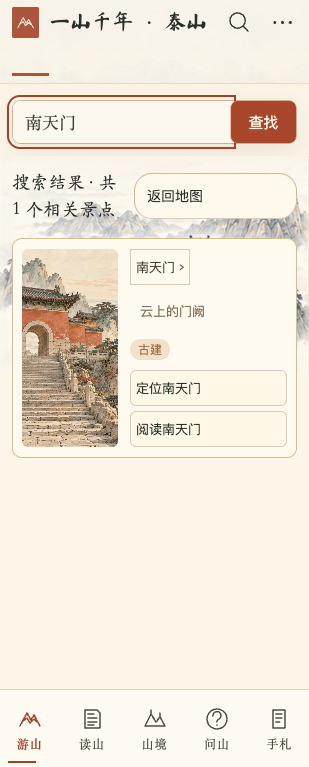 一山千年 · 泰山
南天门
查找
搜索结果 · 共
1 个相关景点
返回地图
南天门 ›
云上的门阙
古建
定位南天门
阅读南天门
游山
读山
山境
问山
手札